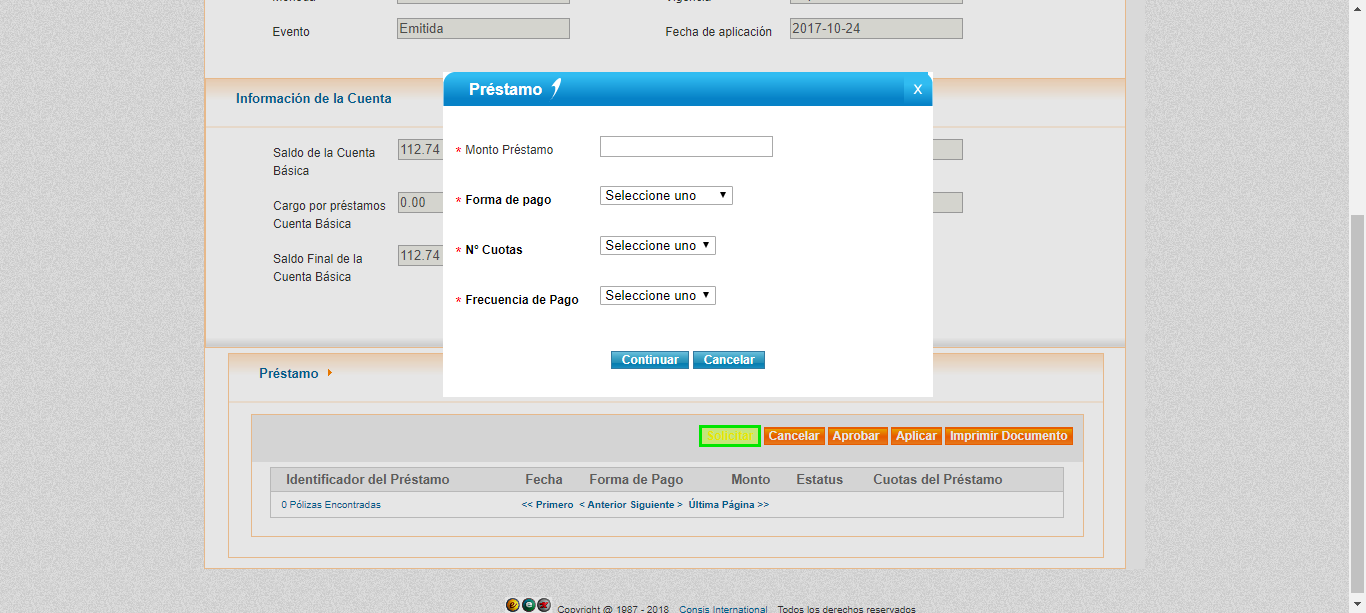 Evento Emitida Fecha de aplicación 2017-10-24
Préstamo X
Información de la Cuenta
Saldo de la Cuenta Básica 112.74
Cargo por préstamos Cuenta Básica 0.00
Saldo Final de la Cuenta Básica 112.74
* Monto Préstamo
* Forma de pago Seleccione uno
* N° Cuotas Seleccione uno
* Frecuencia de Pago Seleccione uno
Continuar Cancelar
Préstamo
Solicitar Cancelar Aprobar Aplicar Imprimir Documento
Identificador del Préstamo Fecha Forma de Pago Monto Estatus Cuotas del Préstamo
0 Pólizas Encontradas << Primero < Anterior Siguiente > Última Página >>
Copyright @ 1987 - 2018 Consis International Todos los derechos reservados